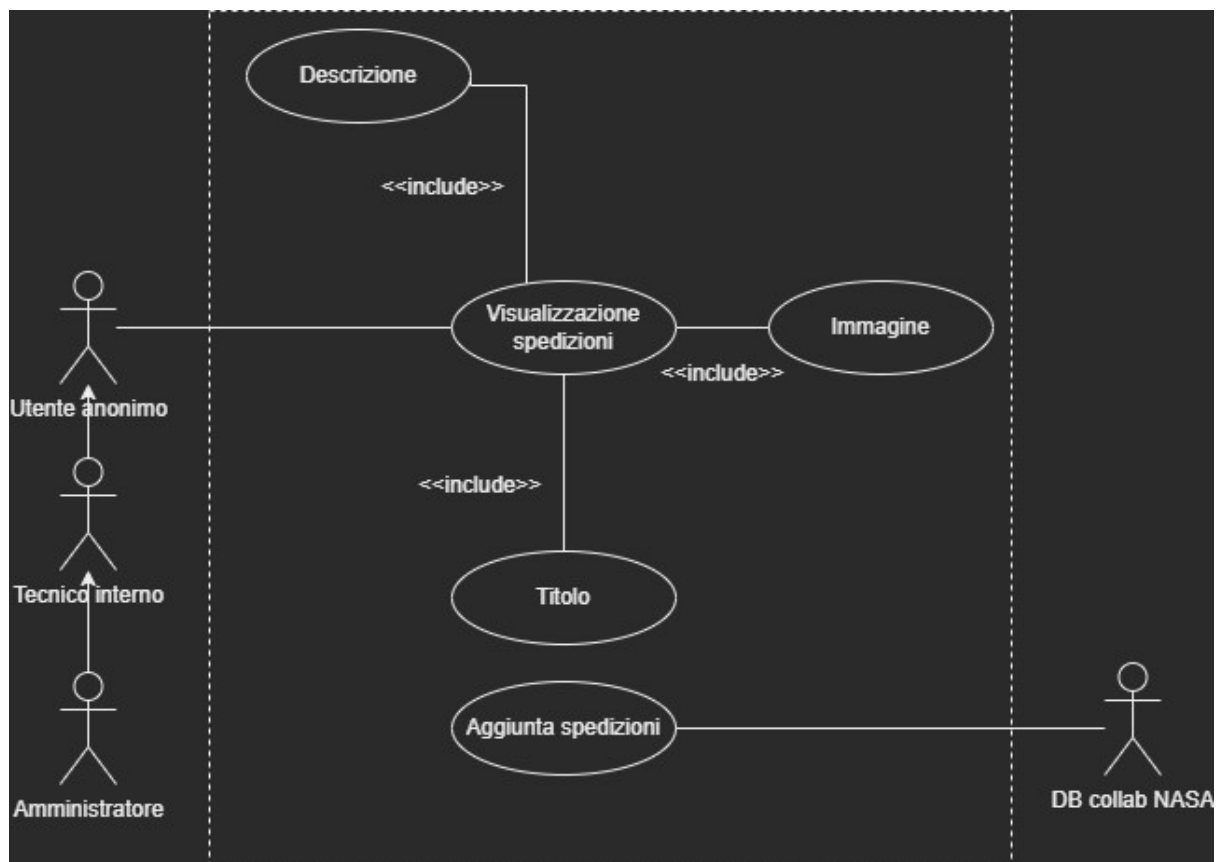 Descrizione
<<include>>
Visualizzazione
spedizioni
Immagine
<<include>>
Utente anonimo
<<include>>
Tecnico interno
Titolo
Aggiunta spedizioni
Amministratore
DB collab NASA